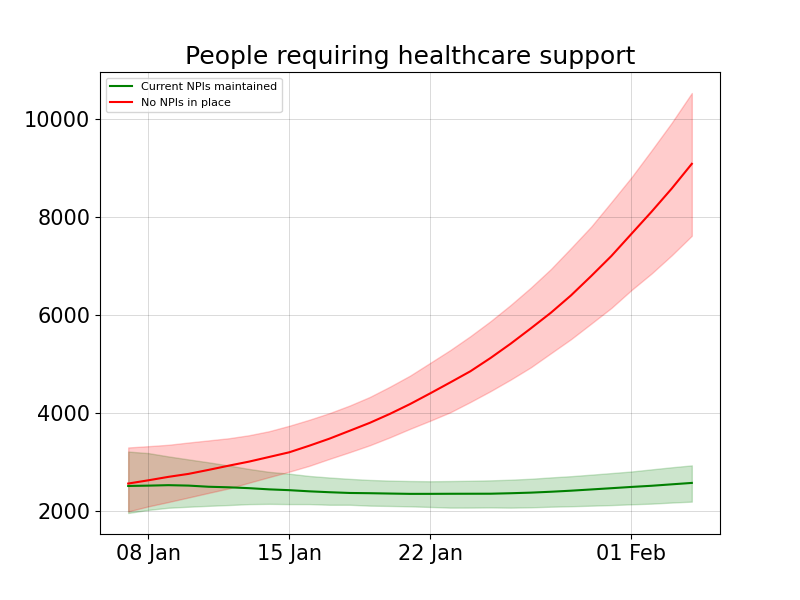 People requiring healthcare support
Current NPIs maintained
No NPIs in place
10000
8000
6000
4000
2000
08 Jan 15 Jan 22 Jan 01 Feb